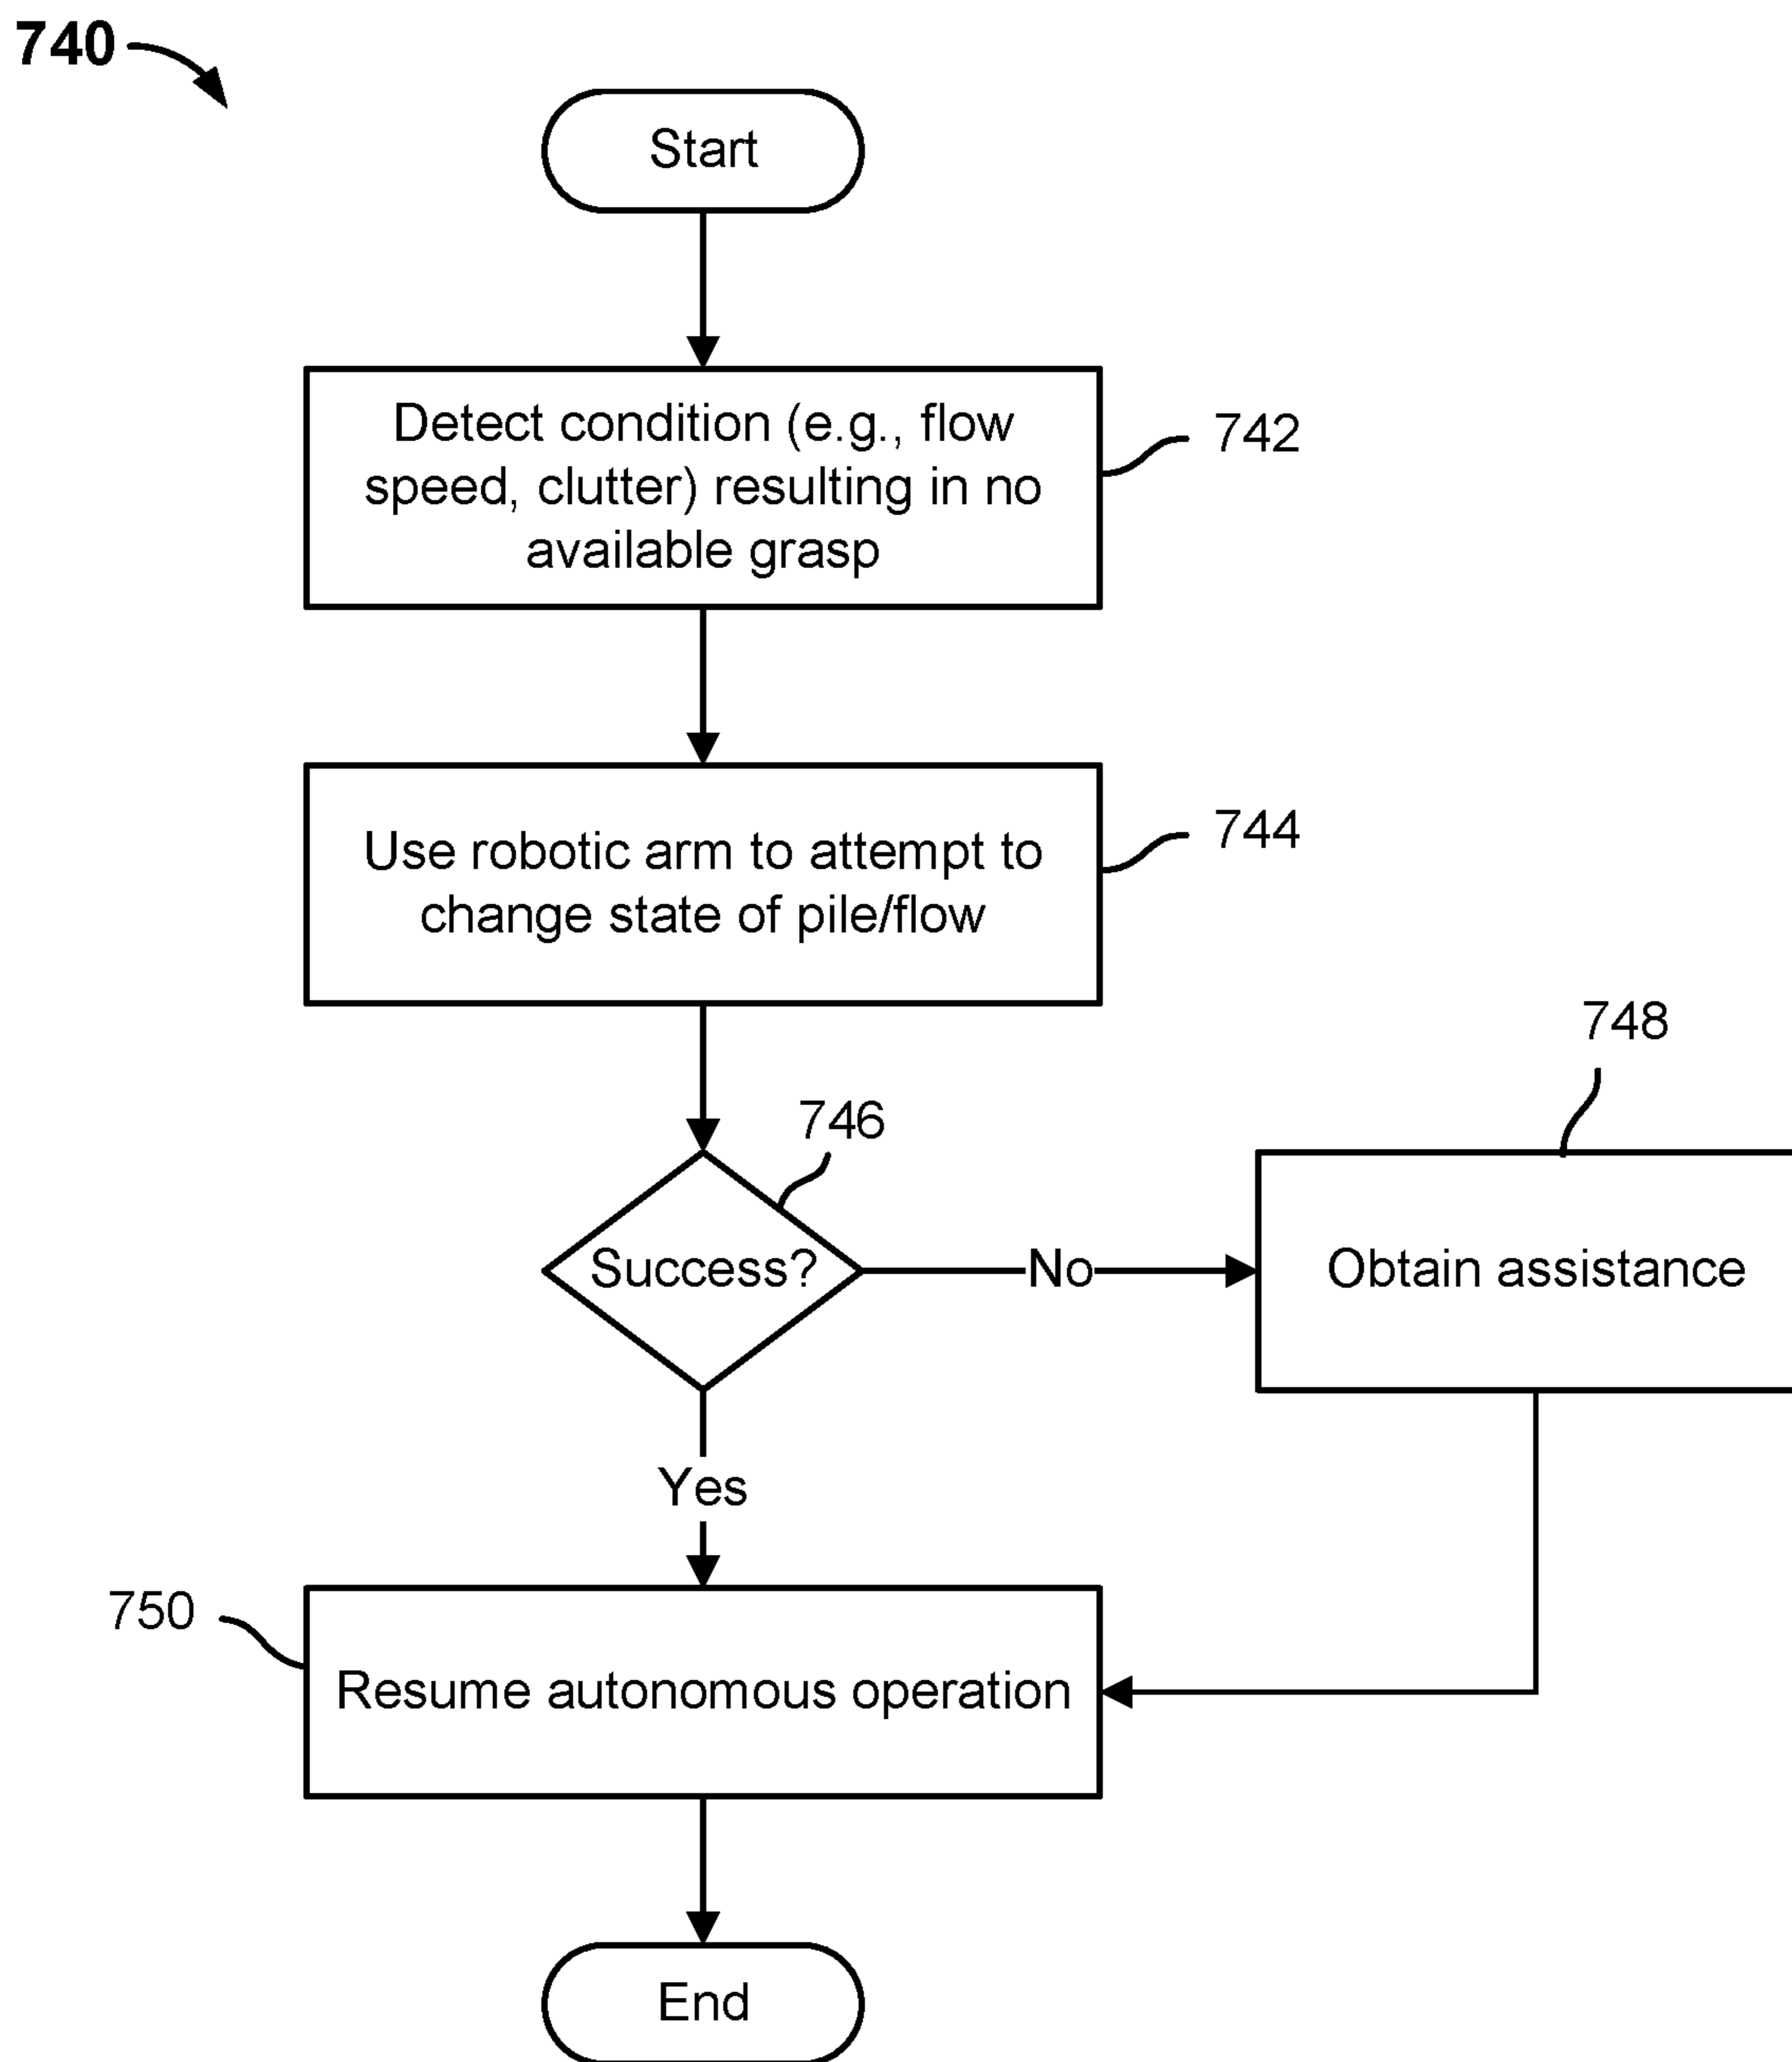 740
Start
Detect condition (e.g., flow
speed, clutter) resulting in no
available grasp
742
Use robotic arm to attempt to
change state of pile/flow
744
746
Success?
No
748
Obtain assistance
Yes
750
Resume autonomous operation
End